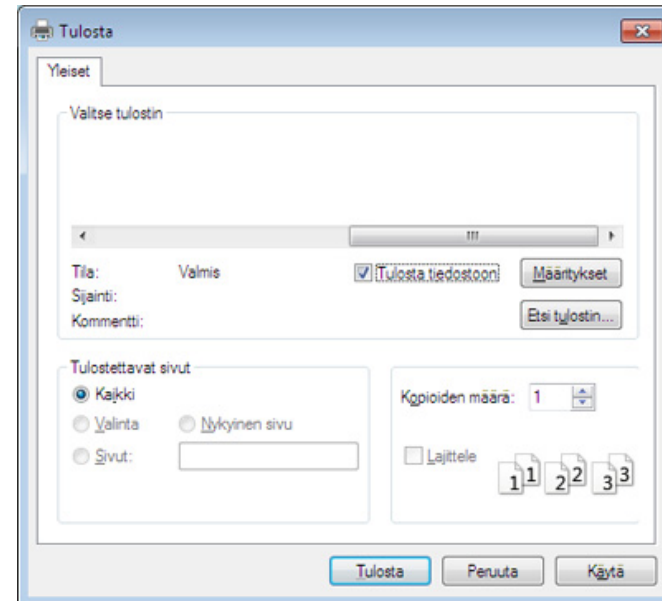 Tulosta
Yleiset
Valitse tulostin
Tila: Valmis
Tulosta tiedostoon
Määritykset
Sijainti:
Kommentti:
Etsi tulostin...
Tulostettavat sivut
Kaikki
Valinta Nykyinen sivu
Sivut:
Kopioiden määrä: 1
Lajittele
1 1 2 2 3 3
Tulosta Peruuta Käytä